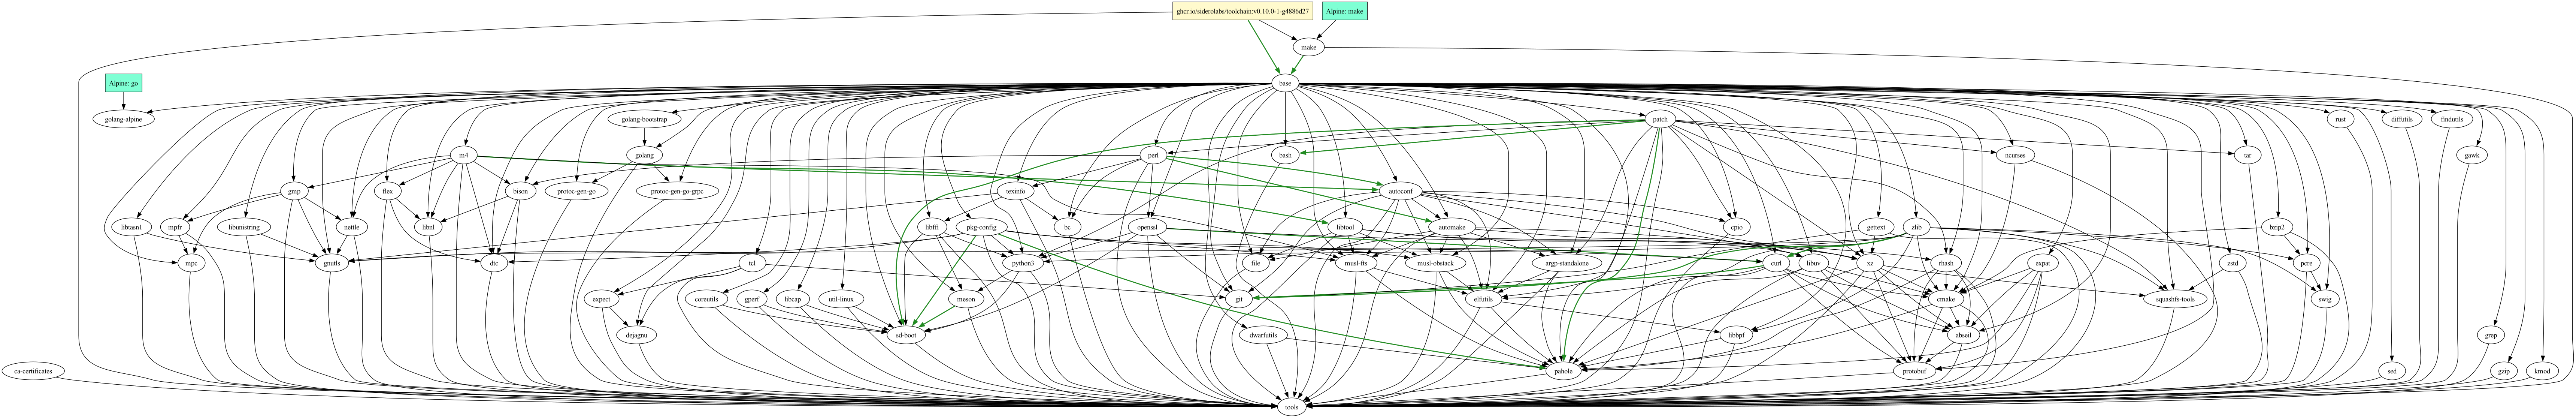 ghcr.io/siderolabs/toolchain:v0.10.0-1-g4886d27
Alpine: make
make
Alpine: go
base
golang-alpine
golang-bootstrap
patch
rust
diffutils
findutils
m4
golang
perl
bash
ncurses
tar
gawk
gmp
flex
bison
protoc-gen-go
protoc-gen-go-grpc
texinfo
autoconf
libtasn1
mpfr
libunistring
nettle
libnl
libffi
pkg-config
bc
openssl
libtool
automake
cpio
gettext
zlib
bzip2
mpc
gnutls
dtc
tcl
python3
file
musl-fts
musl-obstack
argp-standalone
curl
libuv
xz
rhash
expat
zstd
pcre
expect
coreutils
gperf
libcap
util-linux
meson
git
elfutils
cmake
squashfs-tools
swig
dejagnu
sd-boot
dwarfutils
libbpf
abseil
grep
ca-certificates
pahole
protobuf
sed
gzip
kmod
tools